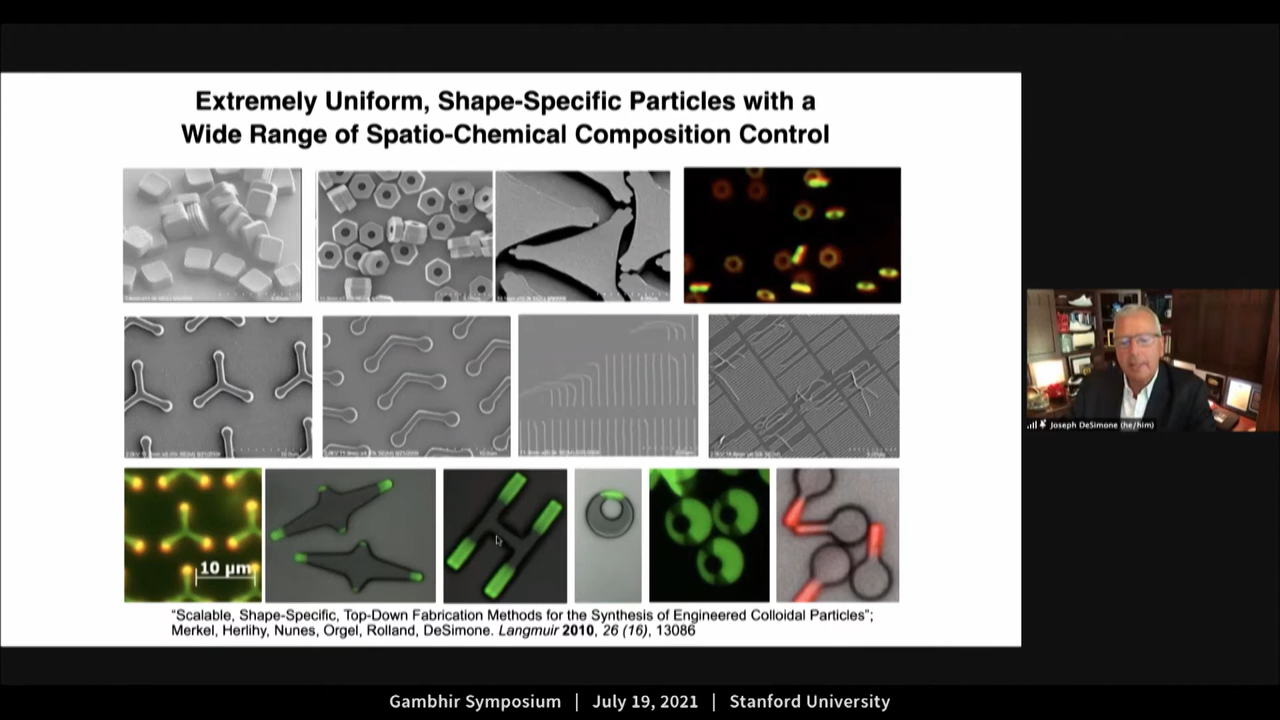 Extremely Uniform, Shape-Specific Particles with a
Wide Range of Spatio-Chemical Composition Control
10 μm
“Scalable, Shape-Specific, Top-Down Fabrication Methods for the Synthesis of Engineered Colloidal Particles”;
Merkel, Herlihy, Nunes, Orgel, Rolland, DeSimone. Langmuir 2010, 26 (16), 13086
Joseph DeSimone (he/him)
Gambhir Symposium | July 19, 2021 | Stanford University